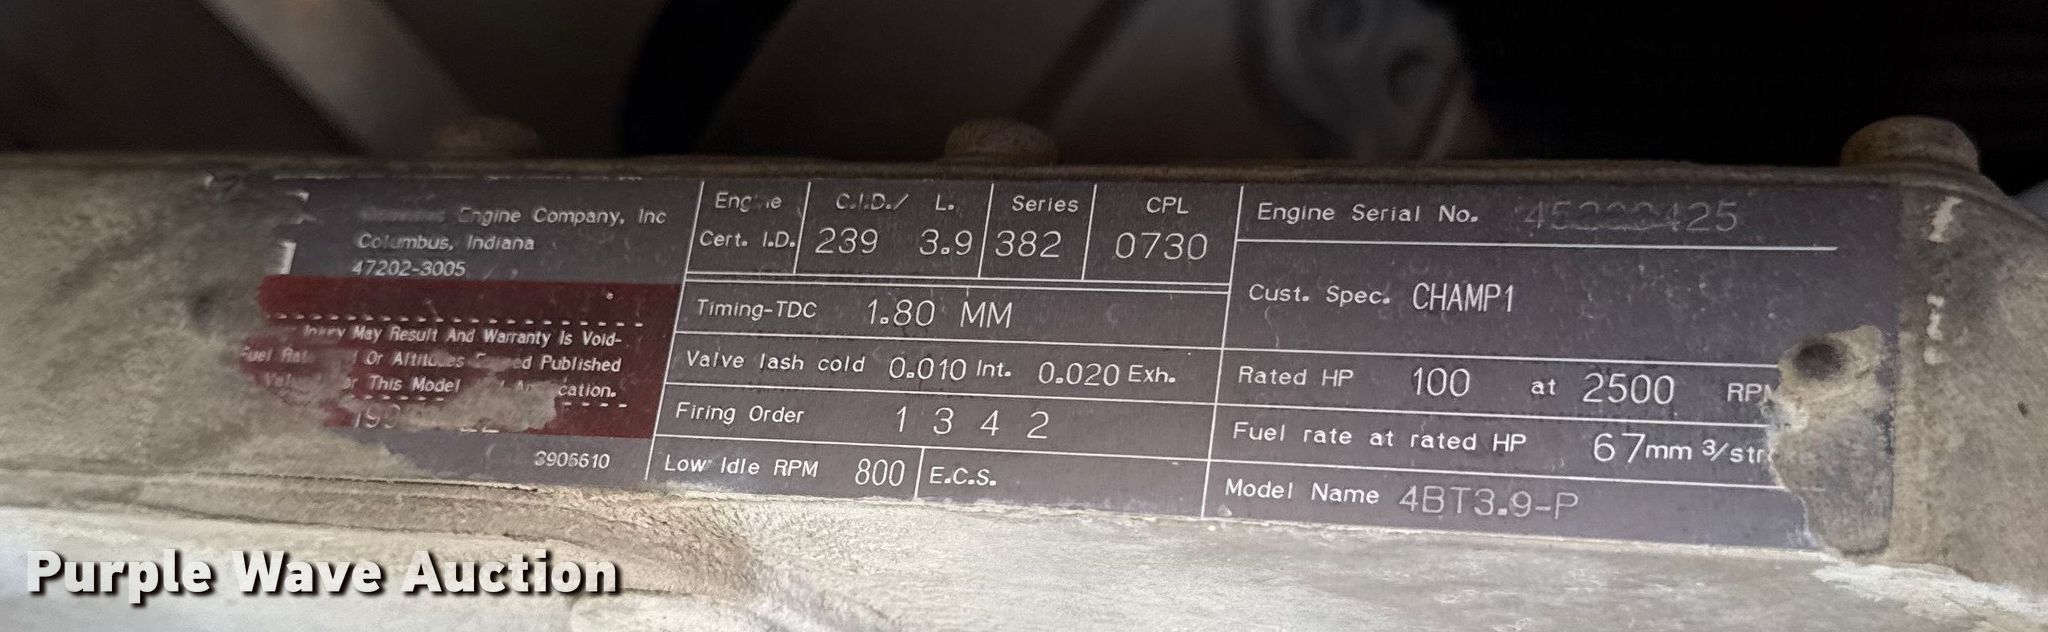 Engine Company, Inc
Columbus, Indiana
47202-3005
May Result And Warranty Is Void-
Fuel Or Altitudes Published
This Model
3906610
Engine Cert. I.D.
C.I.D./ L.
239 3.9
Series
382
CPL
0730
Timing-TDC 1.80 MM
Valve lash cold 0.010 Int. 0.020 Exh.
Firing Order 1 3 4 2
Low Idle RPM 800 E.C.S.
Engine Serial No.
Cust. Spec. CHAMP1
Rated HP 100 at 2500 RPM
Fuel rate at rated HP 67mm 3/str
Model Name 4BT3.9-P
Purple Wave Auction